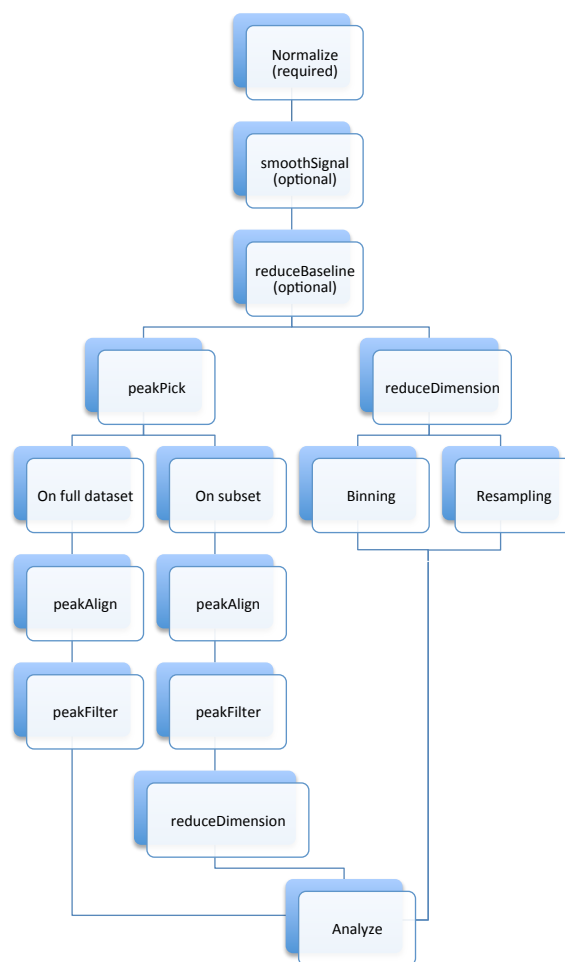 Normalize
(required)
smoothSignal
(optional)
reduceBaseline
(optional)
peakPick
reduceDimension
On full dataset
On subset
Binning
Resampling
peakAlign
peakAlign
peakFilter
peakFilter
reduceDimension
Analyze